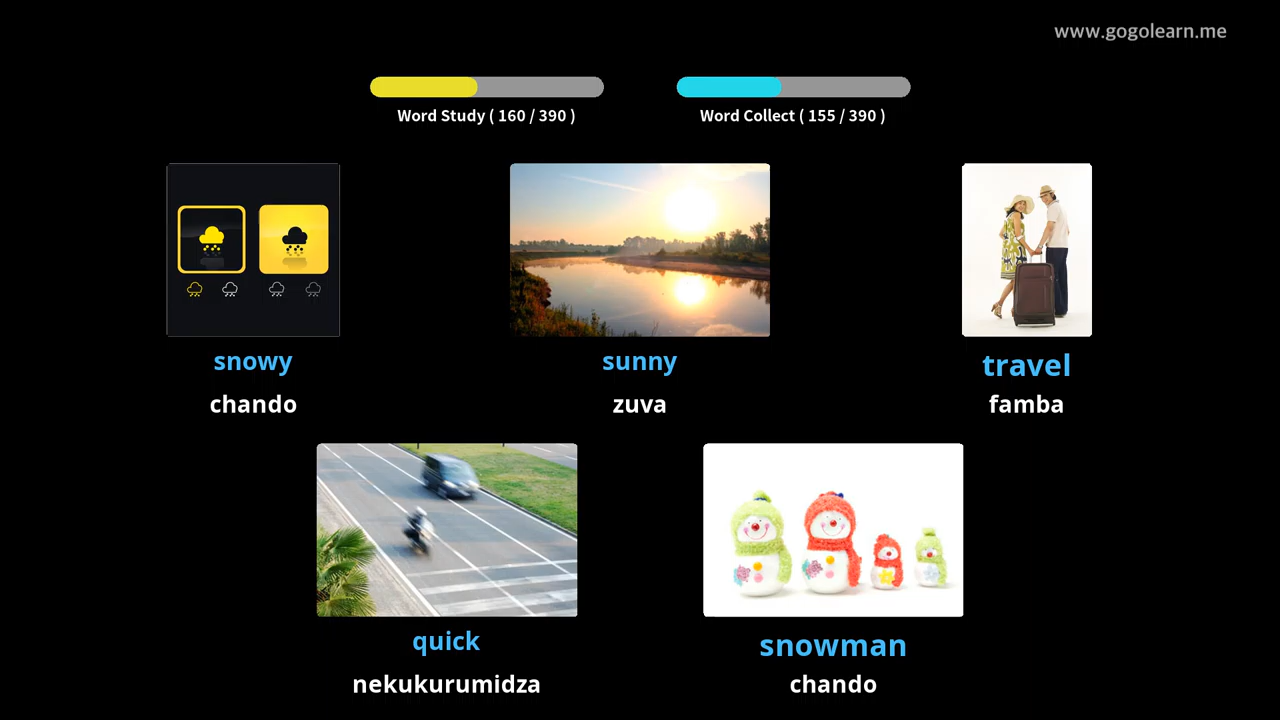 www.gogolearn.me
Word Study ( 160 / 390 )
Word Collect ( 155 / 390 )
snowy
chando
sunny
zuva
travel
famba
quick
nekukurumidza
snowman
chando